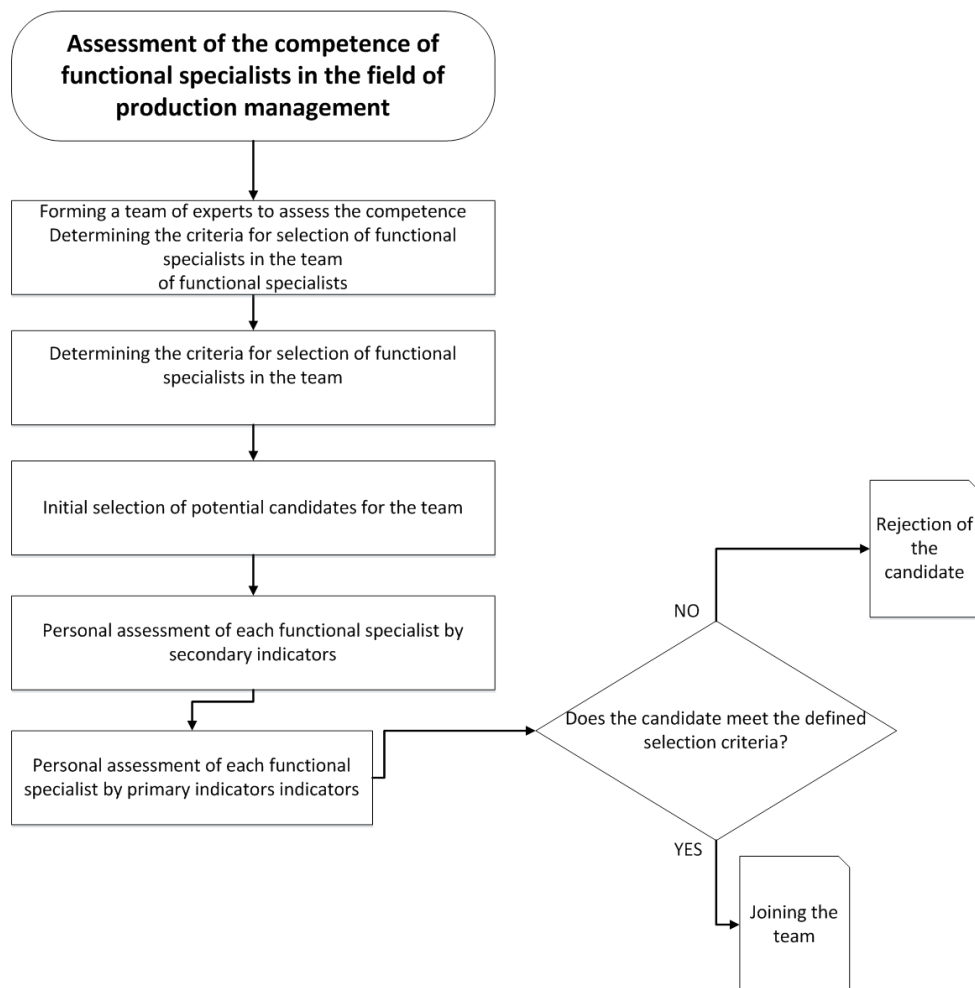 Assessment of the competence of
functional specialists in the field of
production management
Forming a team of experts to assess the competence
Determining the criteria for selection of functional
specialists in the team
of functional specialists
Determining the criteria for selection of functional
specialists in the team
Initial selection of potential candidates for the team
Personal assessment of each functional specialist by
secondary indicators
Personal assessment of each functional
specialist by primary indicators indicators
Does the candidate meet the defined
selection criteria?
NO
Rejection of
the
candidate
YES
Joining the
team